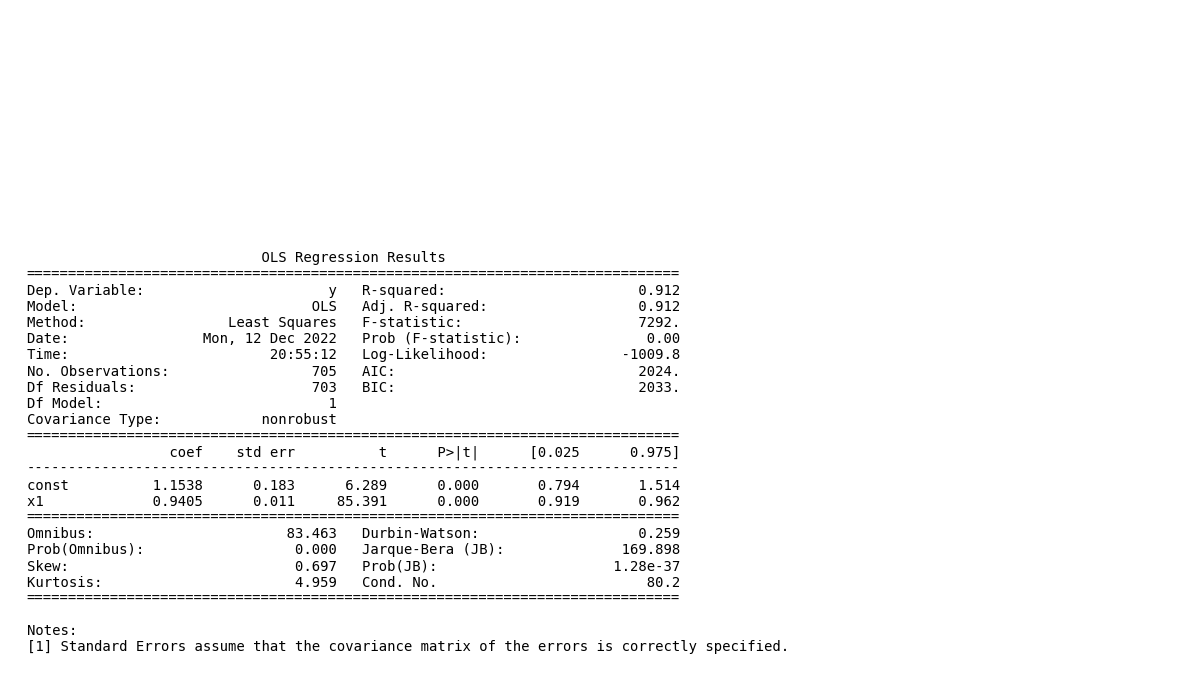 OLS Regression Results
==============================================================================
Dep. Variable:                      y   R-squared:                       0.912
Model:                            OLS   Adj. R-squared:                  0.912
Method:                 Least Squares   F-statistic:                     7292.
Date:                Mon, 12 Dec 2022   Prob (F-statistic):               0.00
Time:                        20:55:12   Log-Likelihood:                -1009.8
No. Observations:                 705   AIC:                             2024.
Df Residuals:                     703   BIC:                             2033.
Df Model:                           1
Covariance Type:            nonrobust
==============================================================================
                 coef    std err          t      P>|t|      [0.025      0.975]
------------------------------------------------------------------------------
const          1.1538      0.183      6.289      0.000       0.794       1.514
x1             0.9405      0.011     85.391      0.000       0.919       0.962
==============================================================================
Omnibus:                       83.463   Durbin-Watson:                   0.259
Prob(Omnibus):                  0.000   Jarque-Bera (JB):              169.898
Skew:                           0.697   Prob(JB):                     1.28e-37
Kurtosis:                       4.959   Cond. No.                         80.2
==============================================================================

Notes:
[1] Standard Errors assume that the covariance matrix of the errors is correctly specified.